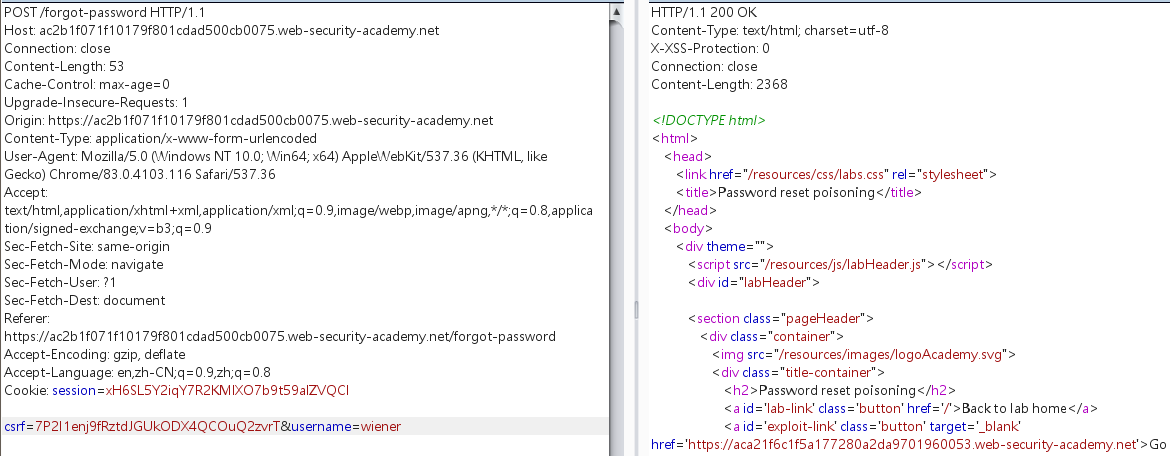 POST /forgot-password HTTP/1.1
Host: ac2b1f071f10179f801cdad500cb0075.web-security-academy.net
Connection: close
Content-Length: 53
Cache-Control: max-age=0
Upgrade-Insecure-Requests: 1
Origin: https://ac2b1f071f10179f801cdad500cb0075.web-security-academy.net
Content-Type: application/x-www-form-urlencoded
User-Agent: Mozilla/5.0 (Windows NT 10.0; Win64; x64) AppleWebKit/537.36 (KHTML, like
Gecko) Chrome/83.0.4103.116 Safari/537.36
Accept:
text/html,application/xhtml+xml,application/xml;q=0.9,image/webp,image/apng,*/*;q=0.8,applica
tion/signed-exchange;v=b3;q=0.9
Sec-Fetch-Site: same-origin
Sec-Fetch-Mode: navigate
Sec-Fetch-User: ?1
Sec-Fetch-Dest: document
Referer:
https://ac2b1f071f10179f801cdad500cb0075.web-security-academy.net/forgot-password
Accept-Encoding: gzip, deflate
Accept-Language: en,zh-CN;q=0.9,zh;q=0.8
Cookie: session=xH6SL5Y2iqY7R2KMIXO7b9t59alZVQCl
csrf=7P2I1enj9fRztdJGUkODX4QCOuQ2zvrT&username=wiener
HTTP/1.1 200 OK
Content-Type: text/html; charset=utf-8
X-XSS-Protection: 0
Connection: close
Content-Length: 2368
<!DOCTYPE html>
<html>
<head>
<link href="/resources/css/labs.css" rel="stylesheet">
<title>Password reset poisoning</title>
</head>
<body>
<div theme="">
<script src="/resources/js/labHeader.js"></script>
<div id="labHeader">
<section class="pageHeader">
<div class="container">
<img src="/resources/images/logoAcademy.svg">
<div class="title-container">
<h2>Password reset poisoning</h2>
<a id='lab-link' class='button' href='/'>Back to lab home</a>
<a id='exploit-link' class='button' target='_blank'
href='https://aca21f6c1f5a177280a2da9701960053.web-security-academy.net'>Go